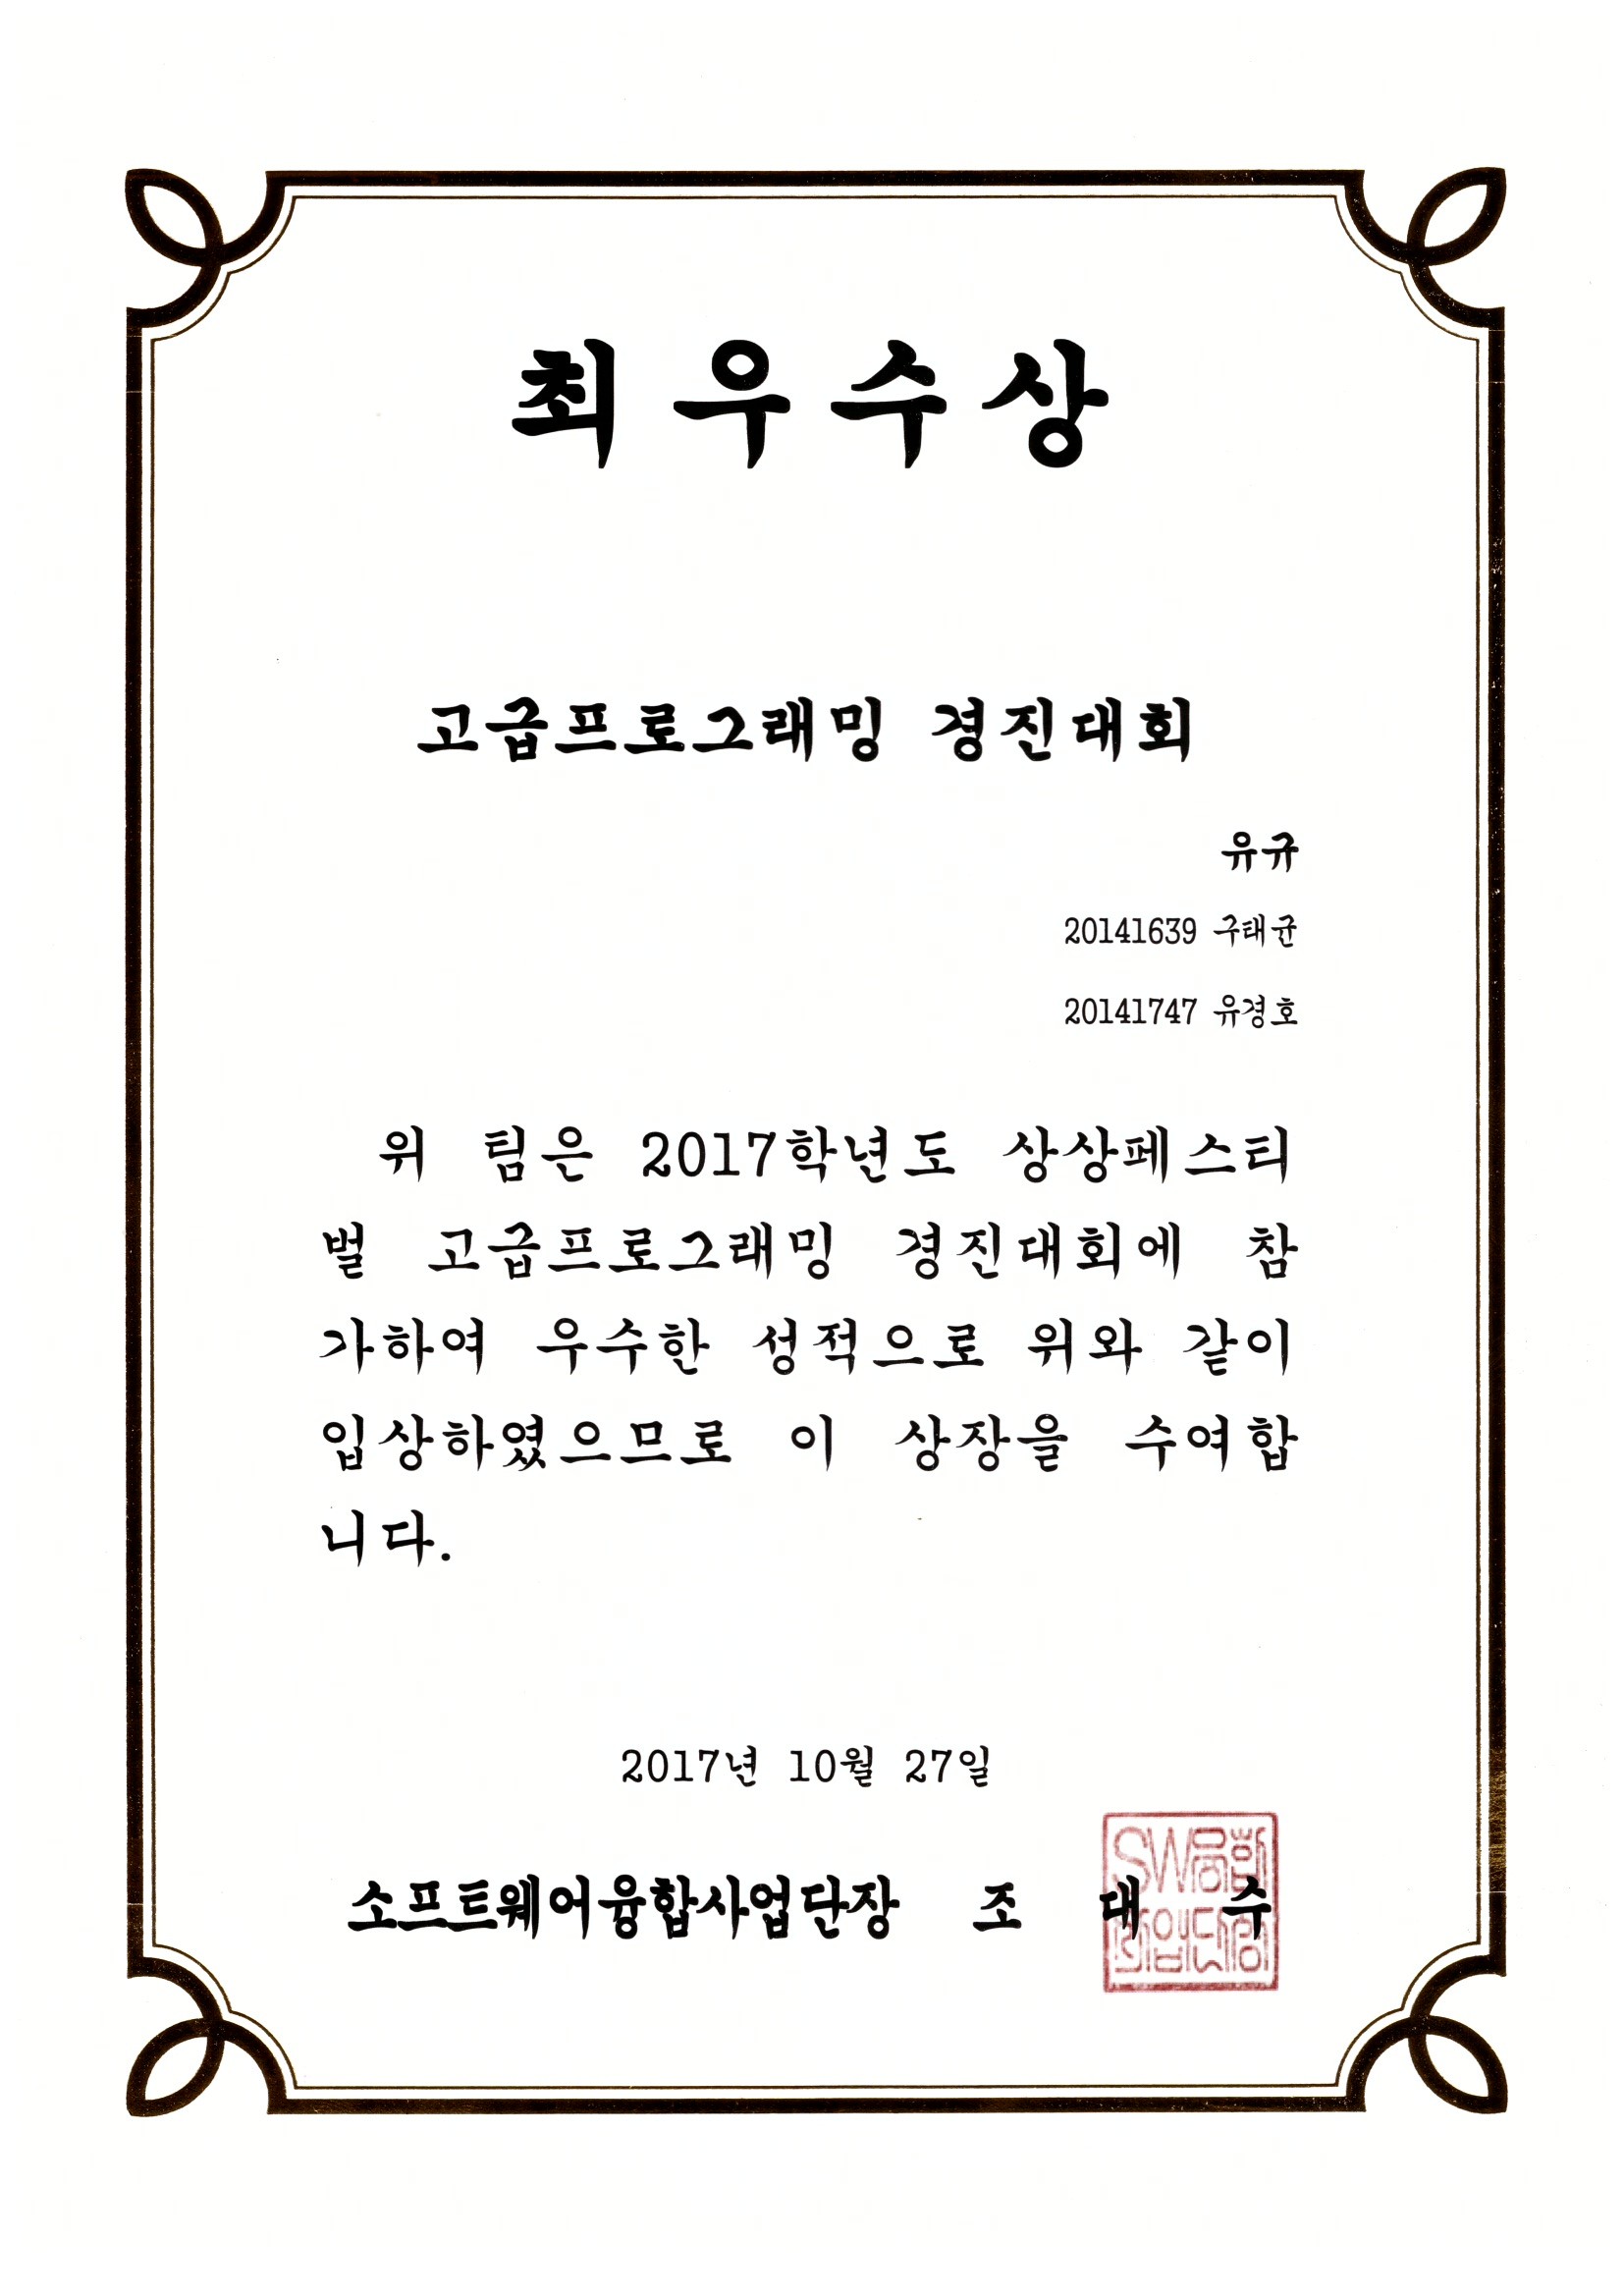 최우수상
고급프로그래밍 경진대회
유규
20141639 구태균
20141747 유경호
위 팀은 2017학년도 상상페스티
벌 고급프로그래밍 경진대회에 참
가하여 우수한 성적으로 위와 같이
입상하였으므로 이 상장을 수여합
니다.
2017년 10월 27일
소프트웨어융합사업단장 조 대 수
SW융합
사업단장